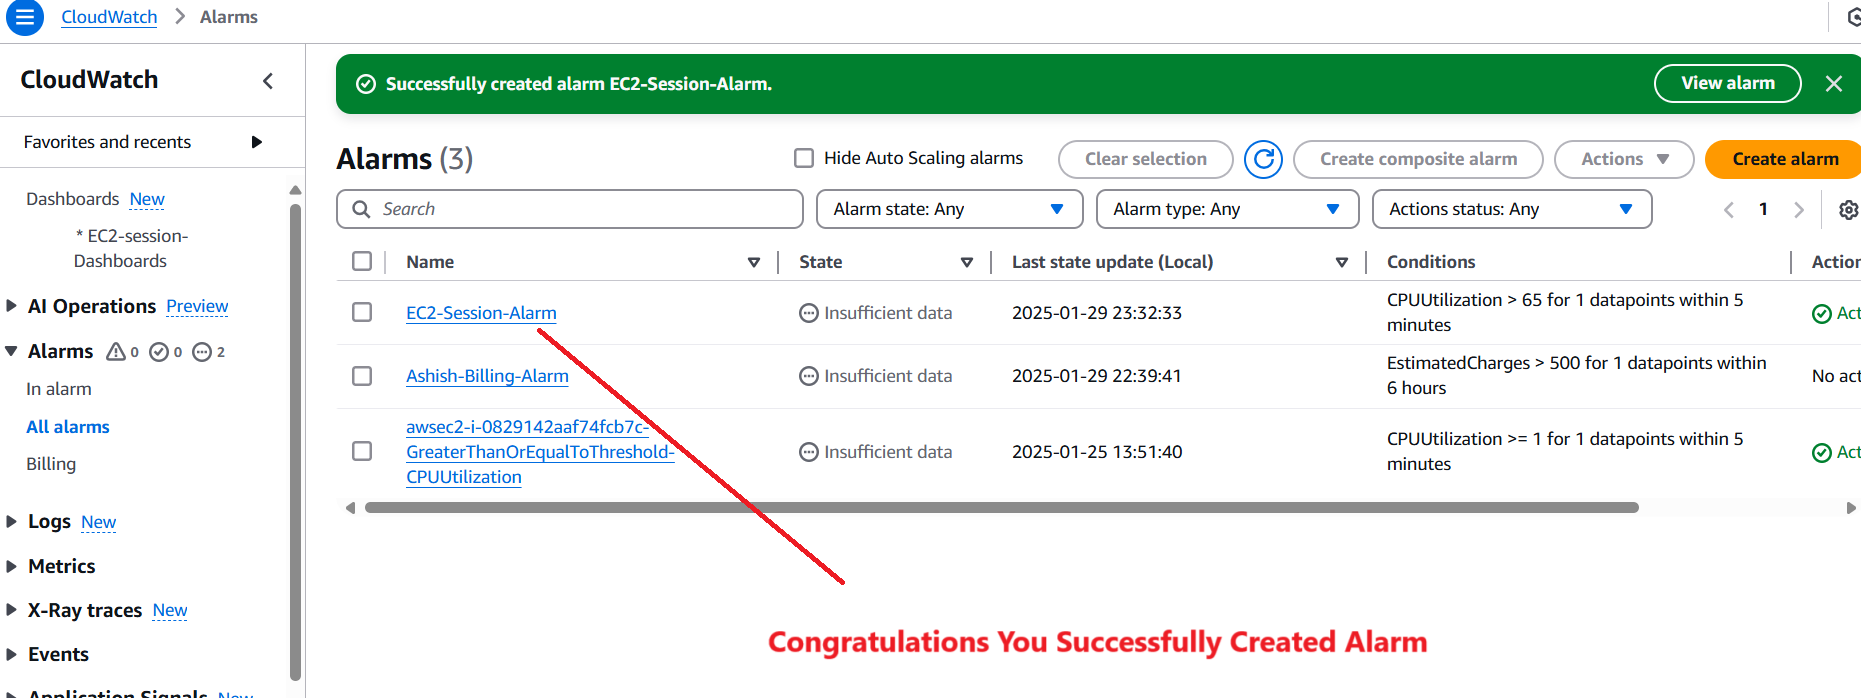 CloudWatch > Alarms
CloudWatch
Favorites and recents
Dashboards New
* EC2-session-
Dashboards
AI Operations Preview
Alarms 0 0 2
In alarm
All alarms
Billing
Logs New
Metrics
X-Ray traces New
Events
Application Signals New
Successfully created alarm EC2-Session-Alarm.
View alarm
Alarms (3)
Hide Auto Scaling alarms
Clear selection
Create composite alarm
Actions
Create alarm
Search
Alarm state: Any
Alarm type: Any
Actions status: Any
1
Name State Last state update (Local) Conditions Action
EC2-Session-Alarm Insufficient data 2025-01-29 23:32:33 CPUUtilization > 65 for 1 datapoints within 5
minutes
Act
Ashish-Billing-Alarm Insufficient data 2025-01-29 22:39:41 EstimatedCharges > 500 for 1 datapoints within
6 hours
No act
awsec2-i-0829142aaf74fcb7c-
GreaterThanOrEqualToThreshold-
CPUUtilization
Insufficient data 2025-01-25 13:51:40 CPUUtilization >= 1 for 1 datapoints within 5
minutes
Act
Congratulations You Successfully Created Alarm